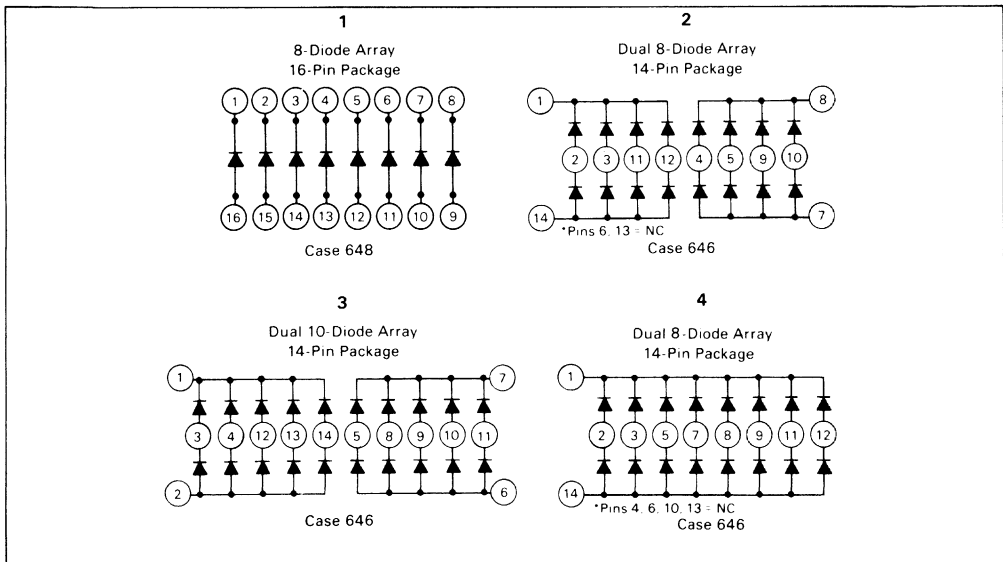 1
8-Diode Array
16-Pin Package
1 2 3 4 5 6 7 8
16 15 14 13 12 11 10 9
Case 648
2
Dual 8-Diode Array
14-Pin Package
1 8
2 3 11 12 4 5 9 10
14 7
*Pins 6, 13 = NC
Case 646
3
Dual 10-Diode Array
14-Pin Package
1 7
3 4 12 13 14 5 8 9 10 11
2 6
Case 646
4
Dual 8-Diode Array
14-Pin Package
1
2 3 5 7 8 9 11 12
14
*Pins 4, 6, 10, 13 = NC
Case 646